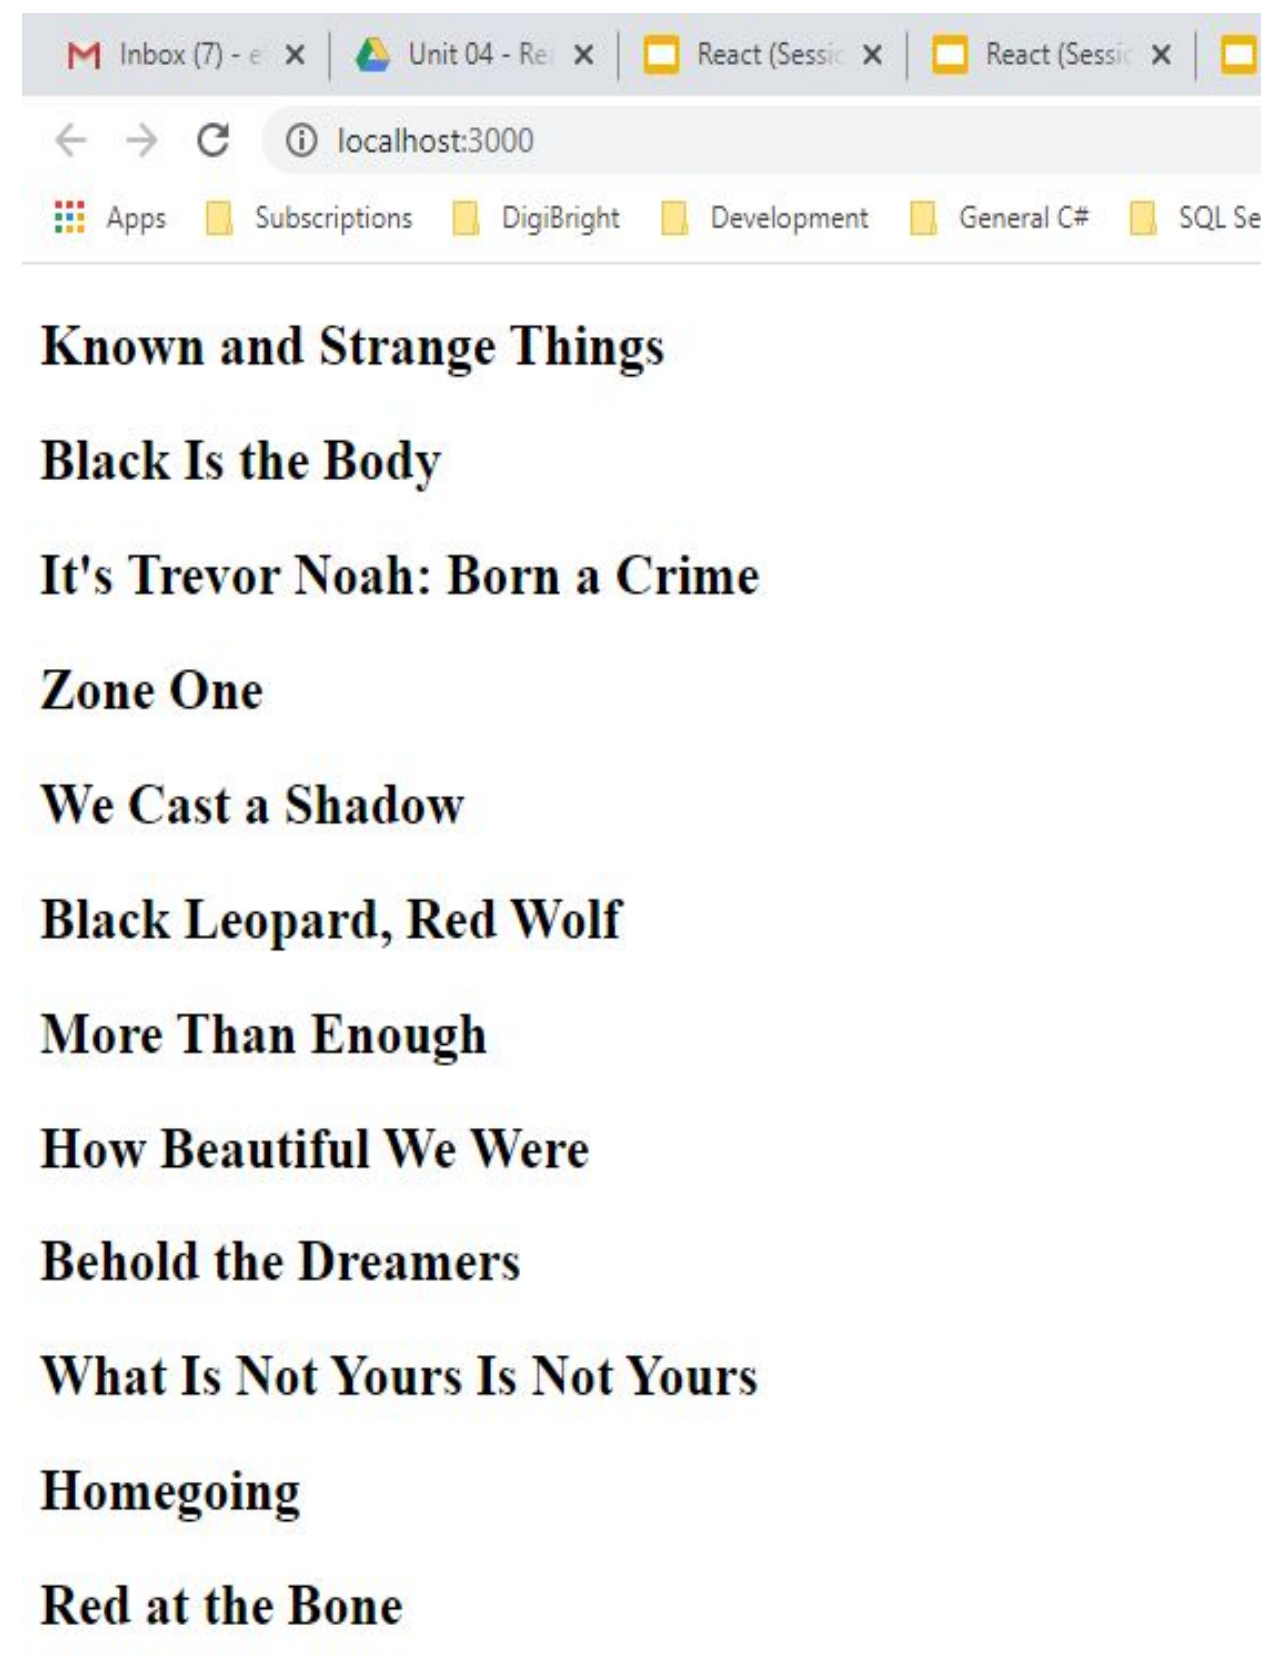 Inbox (7) - e
Unit 04 - Rea
React (Sessic
React (Sessic
localhost:3000
Apps
Subscriptions
DigiBright
Development
General C#
SQL Se
Known and Strange Things
Black Is the Body
It's Trevor Noah: Born a Crime
Zone One
We Cast a Shadow
Black Leopard, Red Wolf
More Than Enough
How Beautiful We Were
Behold the Dreamers
What Is Not Yours Is Not Yours
Homegoing
Red at the Bone